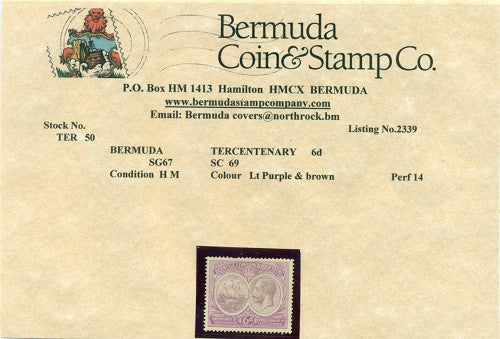 Bermuda
Coin&Stamp Co.
P.O. Box HM 1413 Hamilton HMCX BERMUDA
www.bermudastampcompany.com
Email: Bermuda covers@northrock.bm
Stock No.
Listing No.2339
TER 50
BERMUDA TERCENTENARY 6d
SG67 SC 69
Condition H M Colour Lt Purple & brown Perf 14
6d